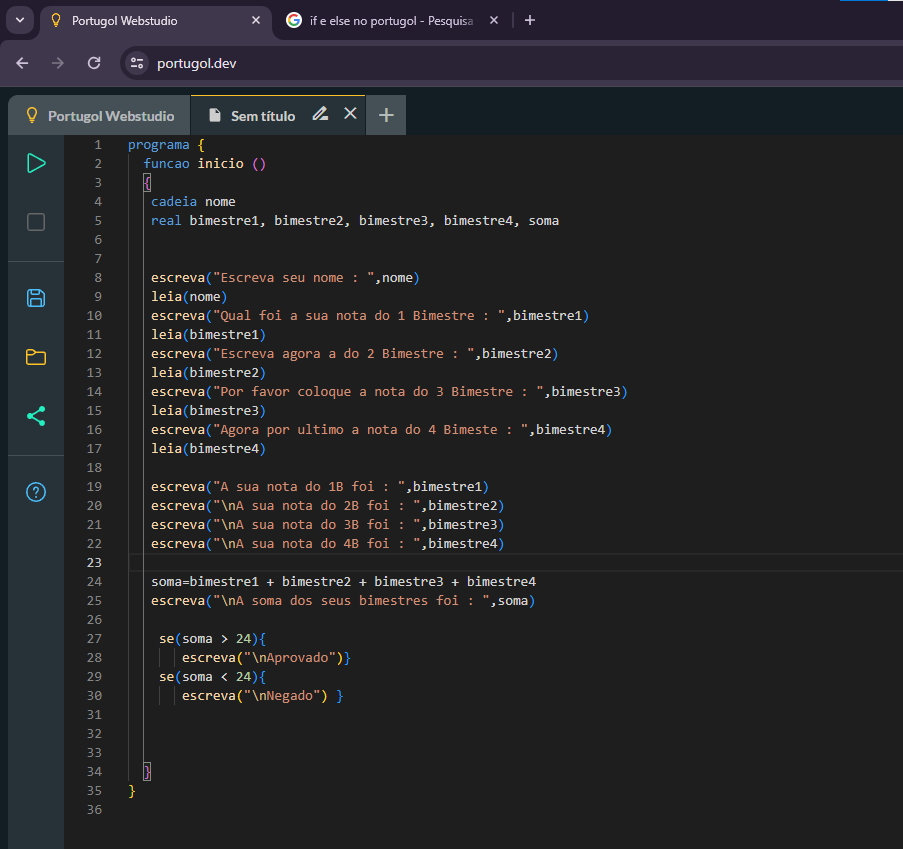 Portugol Webstudio
if e else no portugol - Pesquisa
portugol.dev
Portugol Webstudio
Sem título
1 programa {
2 funcao inicio ()
3 {
4 cadeia nome
5 real bimestre1, bimestre2, bimestre3, bimestre4, soma
6
7
8 escreva("Escreva seu nome : ",nome)
9 leia(nome)
10 escreva("Qual foi a sua nota do 1 Bimestre : ",bimestre1)
11 leia(bimestre1)
12 escreva("Escreva agora a do 2 Bimestre : ",bimestre2)
13 leia(bimestre2)
14 escreva("Por favor coloque a nota do 3 Bimestre : ",bimestre3)
15 leia(bimestre3)
16 escreva("Agora por ultimo a nota do 4 Bimeste : ",bimestre4)
17 leia(bimestre4)
18
19 escreva("A sua nota do 1B foi : ",bimestre1)
20 escreva("\nA sua nota do 2B foi : ",bimestre2)
21 escreva("\nA sua nota do 3B foi : ",bimestre3)
22 escreva("\nA sua nota do 4B foi : ",bimestre4)
23
24 soma=bimestre1 + bimestre2 + bimestre3 + bimestre4
25 escreva("\nA soma dos seus bimestres foi : ",soma)
26
27 se(soma > 24){
28 escreva("\nAprovado")}
29 se(soma < 24){
30 escreva("\nNegado") }
31
32
33
34 }
35 }
36